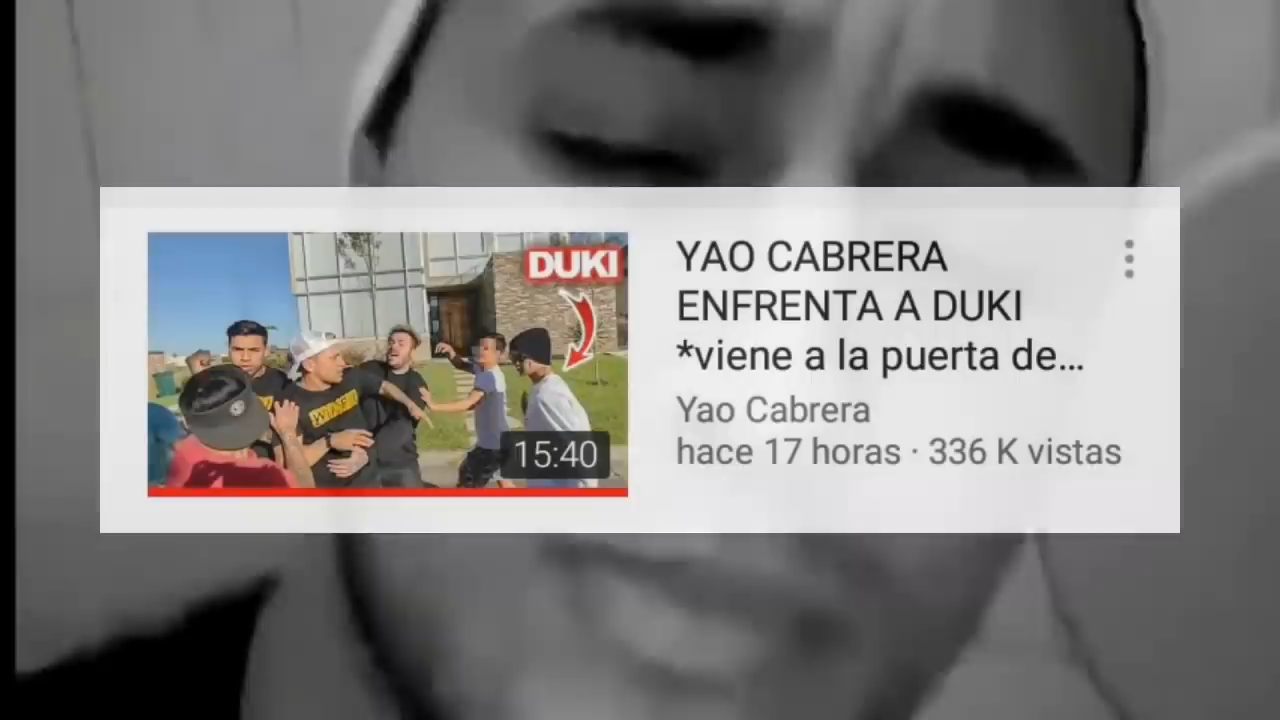 DUKI
15:40
YAO CABRERA
ENFRENTA A DUKI
*viene a la puerta de...
Yao Cabrera
hace 17 horas · 336 K vistas